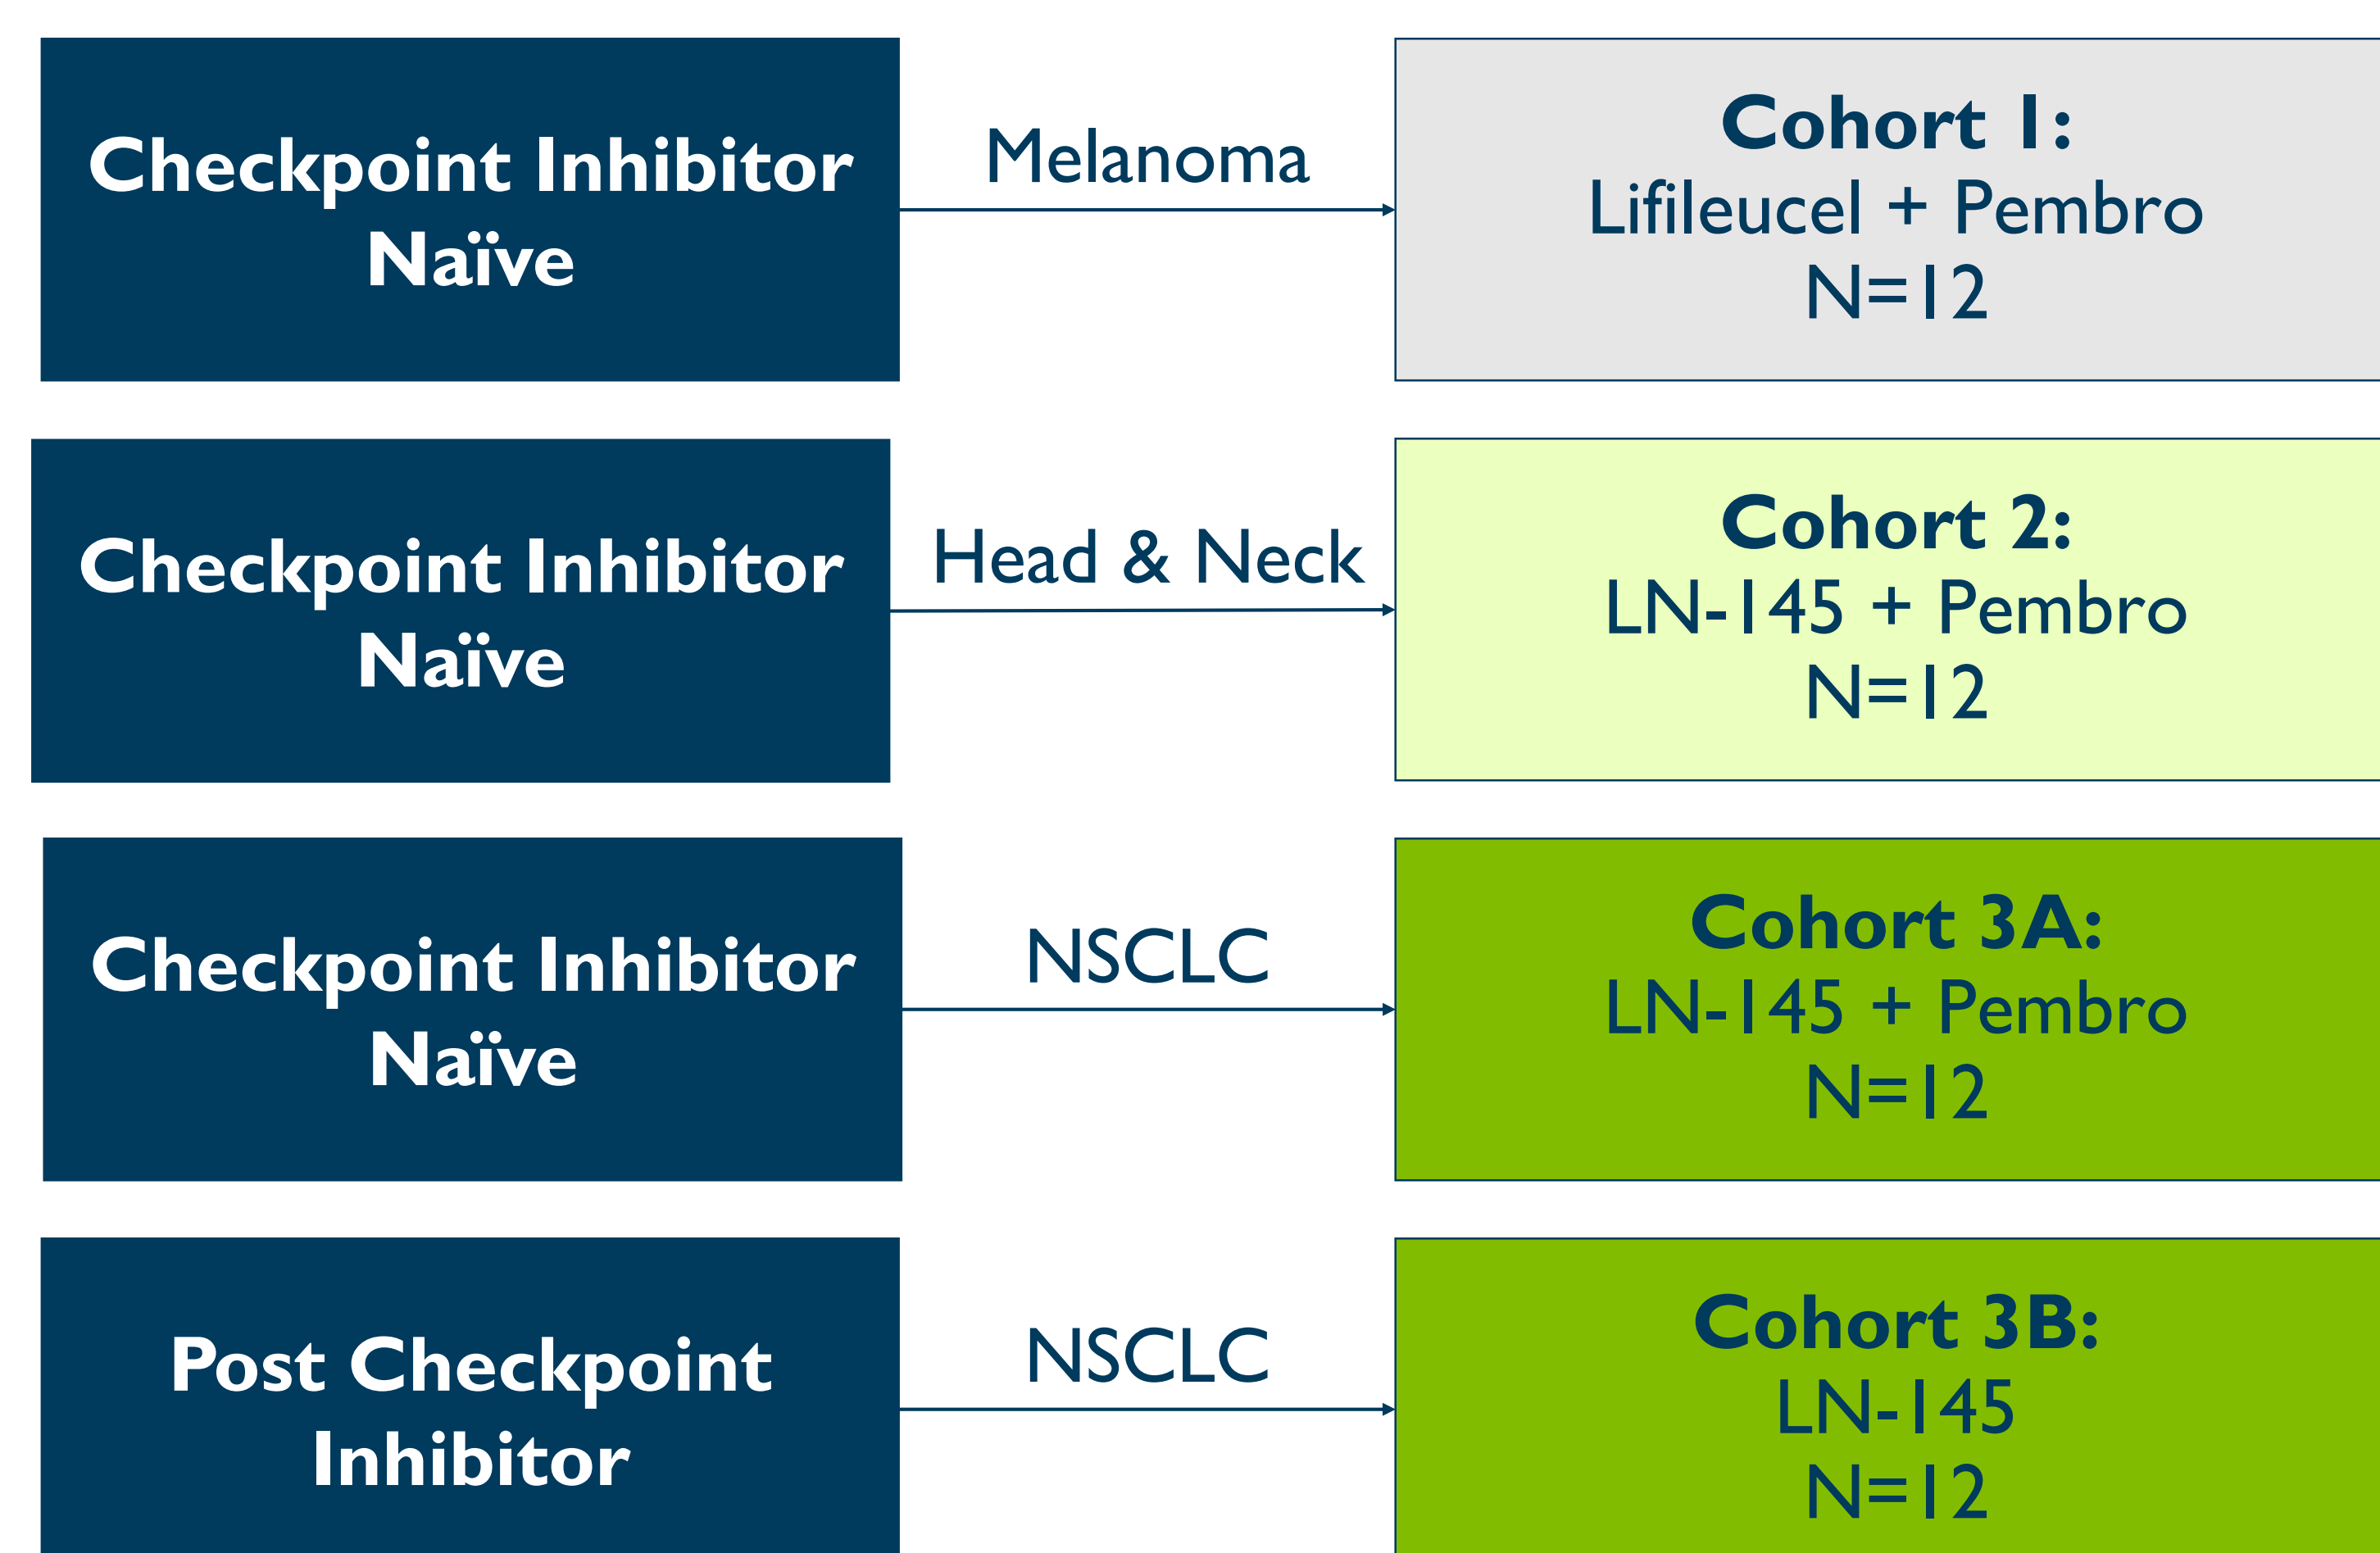 Checkpoint Inhibitor
Naïve
Melanoma
Cohort 1:
Lifileucel + Pembro
N=12
Checkpoint Inhibitor
Naïve
Head & Neck
Cohort 2:
LN-145 + Pembro
N=12
Checkpoint Inhibitor
Naïve
NSCLC
Cohort 3A:
LN-145 + Pembro
N=12
Post Checkpoint
Inhibitor
NSCLC
Cohort 3B:
LN-145
N=12